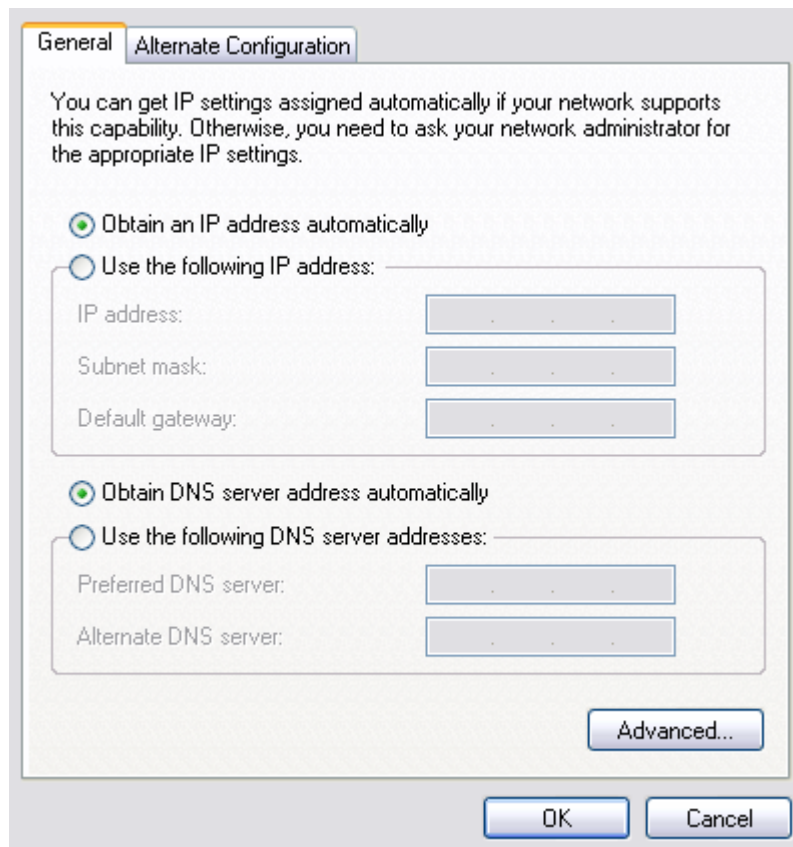 General
Alternate Configuration
You can get IP settings assigned automatically if your network supports
this capability. Otherwise, you need to ask your network administrator for
the appropriate IP settings.
Obtain an IP address automatically
Use the following IP address:
IP address:
Subnet mask:
Default gateway:
Obtain DNS server address automatically
Use the following DNS server addresses:
Preferred DNS server:
Alternate DNS server:
Advanced...
OK
Cancel